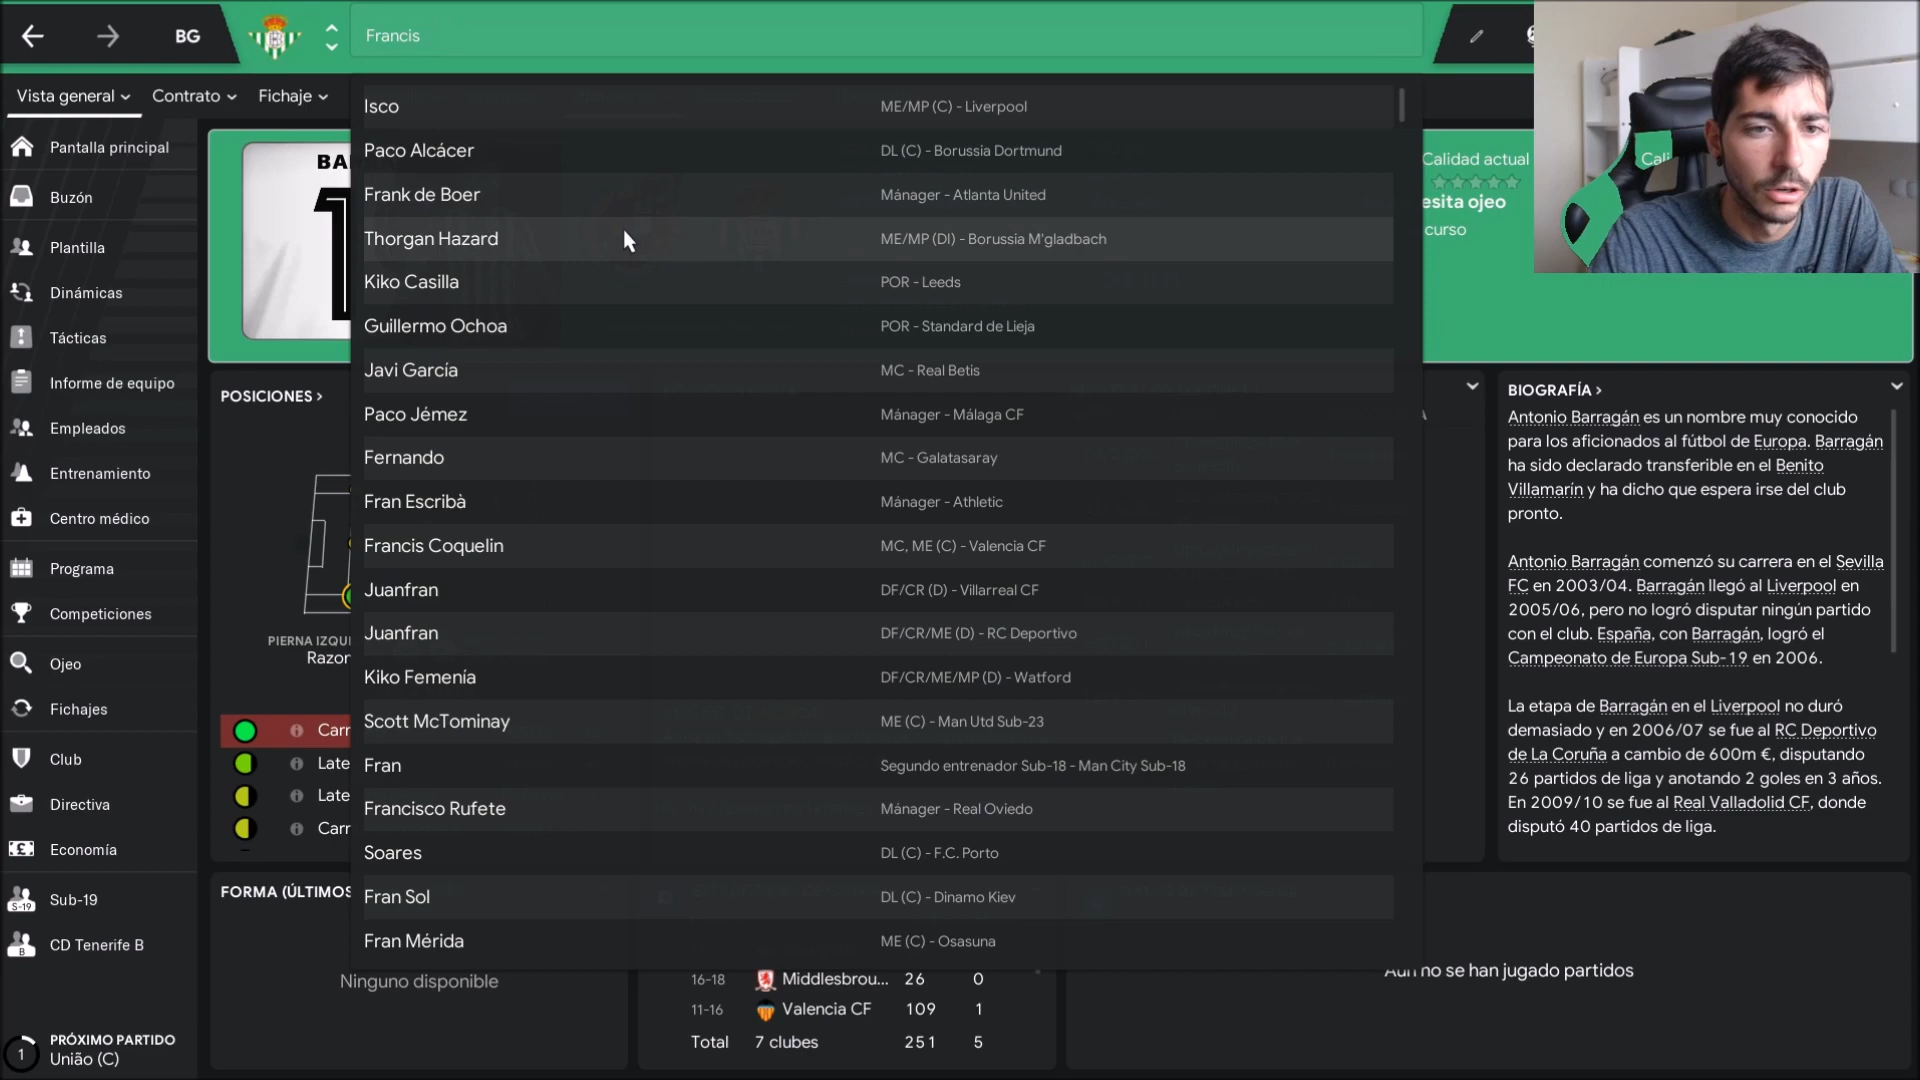 BG
Francis
Vista general
Contrato
Fichaje
Pantalla principal
Buzón
Plantilla
Dinámicas
Tácticas
Informe de equipo
Empleados
Entrenamiento
Centro médico
Programa
Competiciones
Ojeo
Fichajes
Club
Directiva
Economía
S-19 Sub-19
B CD Tenerife B
1
PRÓXIMO PARTIDO
União (C)
BA
POSICIONES >
PIERNA IZQU
Razon
Carr
Late
Late
Carr
FORMA (ÚLTIMOS
Ninguno disponible
Isco ME/MP (C) - Liverpool
Paco Alcácer DL (C) - Borussia Dortmund
Frank de Boer Mánager - Atlanta United
Thorgan Hazard ME/MP (DI) - Borussia M'gladbach
Kiko Casilla POR - Leeds
Guillermo Ochoa POR - Standard de Lieja
Javi García MC - Real Betis
Paco Jémez Mánager - Málaga CF
Fernando MC - Galatasaray
Fran Escribà Mánager - Athletic
Francis Coquelin MC, ME (C) - Valencia CF
Juanfran DF/CR (D) - Villarreal CF
Juanfran DF/CR/ME (D) - RC Deportivo
Kiko Femenía DF/CR/ME/MP (D) - Watford
Scott McTominay ME (C) - Man Utd Sub-23
Fran Segundo entrenador Sub-18 - Man City Sub-18
Francisco Rufete Mánager - Real Oviedo
Soares DL (C) - F.C. Porto
Fran Sol DL (C) - Dinamo Kiev
Fran Mérida ME (C) - Osasuna
16-18 Middlesbrou... 26 0
11-16 Valencia CF 109 1
Total 7 clubes 251 5
Calidad actual
Cali
esita ojeo
curso
BIOGRAFÍA >
Antonio Barragán es un nombre muy conocido
para los aficionados al fútbol de Europa. Barragán
ha sido declarado transferible en el Benito
Villamarín y ha dicho que espera irse del club
pronto.
Antonio Barragán comenzó su carrera en el Sevilla
FC en 2003/04. Barragán llegó al Liverpool en
2005/06, pero no logró disputar ningún partido
con el club. España, con Barragán, logró el
Campeonato de Europa Sub-19 en 2006.
La etapa de Barragán en el Liverpool no duró
demasiado y en 2006/07 se fue al RC Deportivo
de La Coruña a cambio de 600m €, disputando
26 partidos de liga y anotando 2 goles en 3 años.
En 2009/10 se fue al Real Valladolid CF, donde
disputó 40 partidos de liga.
Aún no se han jugado partidos